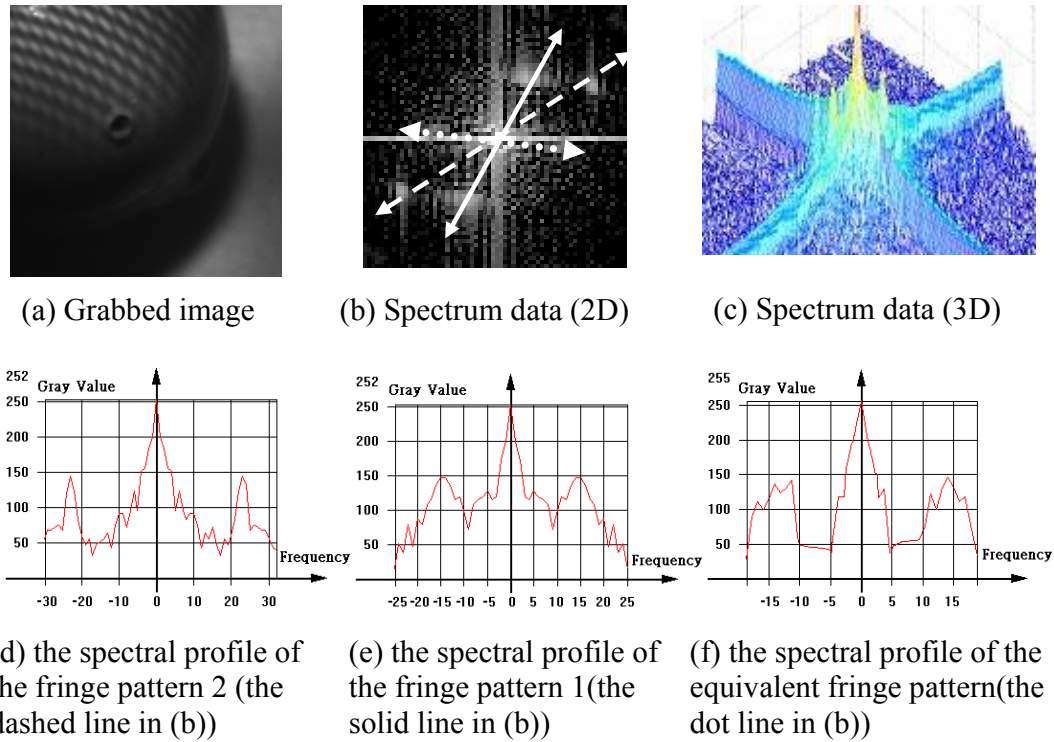 (a) Grabbed image
(b) Spectrum data (2D)
(c) Spectrum data (3D)
252
Gray Value
250
200
150
100
50
Frequency
-30 -20 -10 0 10 20 30
252
Gray Value
250
200
150
100
50
Frequency
-25 -20 -15 -10 -5 0 5 10 15 20 25
255
Gray Value
250
200
150
100
50
Frequency
-15 -10 -5 0 5 10 15
d) the spectral profile of
he fringe pattern 2 (the
dashed line in (b))
(e) the spectral profile of
the fringe pattern 1(the
solid line in (b))
(f) the spectral profile of the
equivalent fringe pattern(the
dot line in (b))